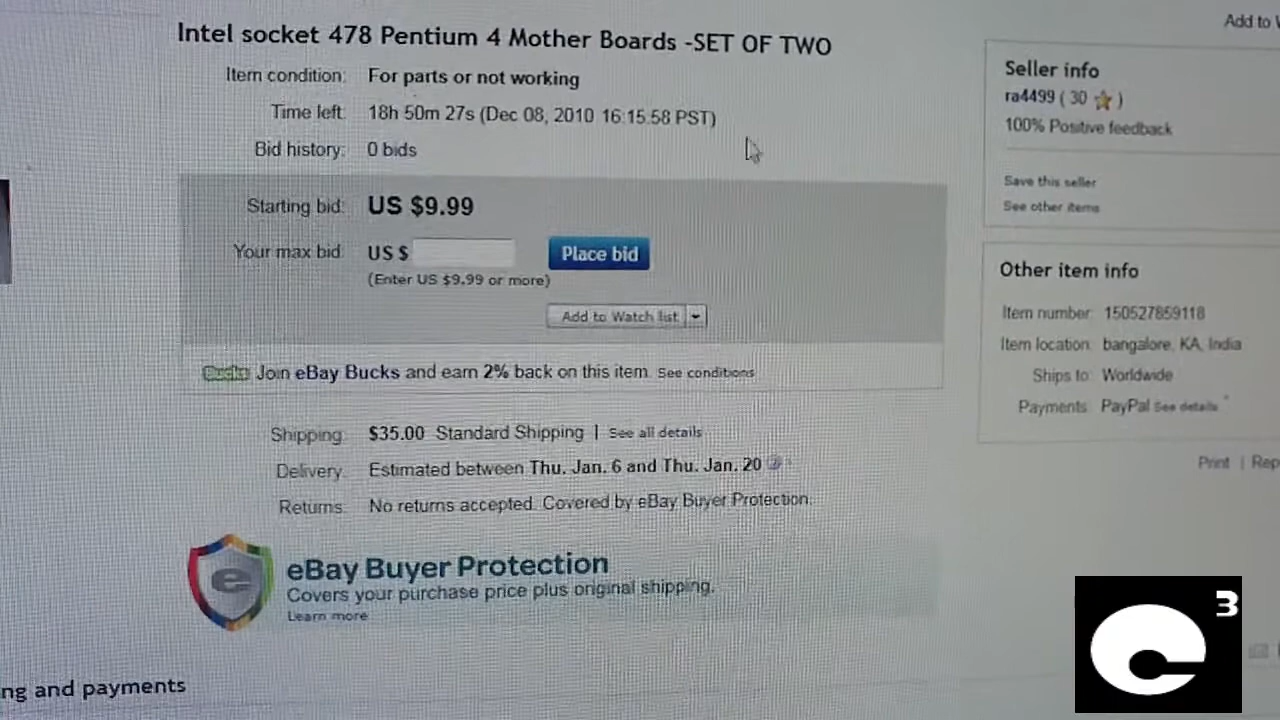 Add to
Intel socket 478 Pentium 4 Mother Boards -SET OF TWO
Item condition: For parts or not working
Time left: 18h 50m 27s (Dec 08, 2010 16:15:58 PST)
Bid history: 0 bids
Starting bid: US $9.99
Your max bid: US $
Place bid
(Enter US $9.99 or more)
Add to Watch list
Bucks Join eBay Bucks and earn 2% back on this item. See conditions
Shipping: $35.00 Standard Shipping | See all details
Delivery: Estimated between Thu. Jan. 6 and Thu. Jan. 20
Returns: No returns accepted. Covered by eBay Buyer Protection.
e
eBay Buyer Protection
Covers your purchase price plus original shipping.
Learn more
ng and payments
Seller info
ra4499 ( 30 )
100% Positive feedback
Save this seller
See other items
Other item info
Item number: 150527859118
Item location: bangalore, KA, India
Ships to: Worldwide
Payments: PayPal See details
Print | Rep
e3